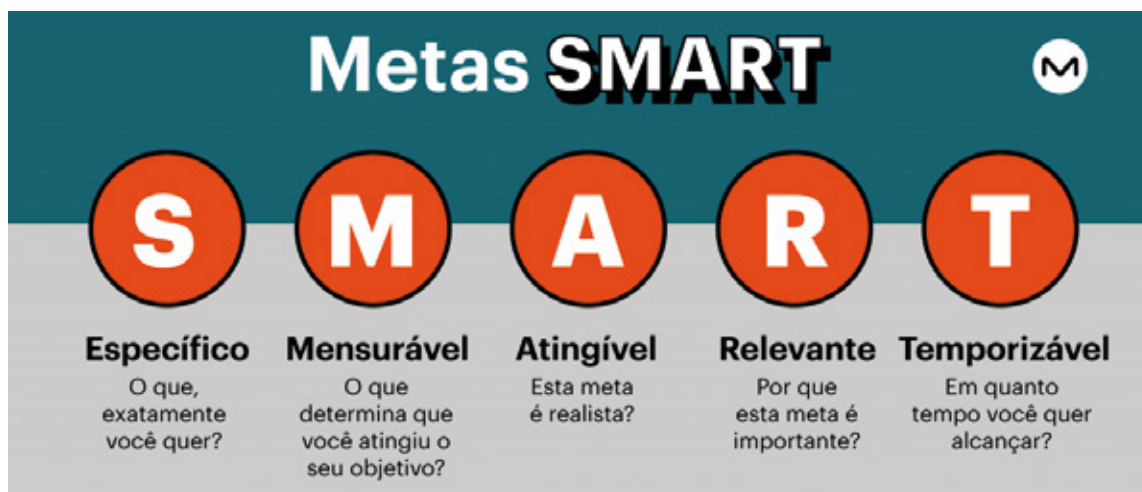 Metas SMART
M
S
M
A
R
T
Específico
O que,
exatamente
você quer?
Mensurável
O que
determina que
você atingiu o
seu objetivo?
Atingível
Esta meta
é realista?
Relevante
Por que
esta meta é
importante?
Temporizável
Em quanto
tempo você quer
alcançar?